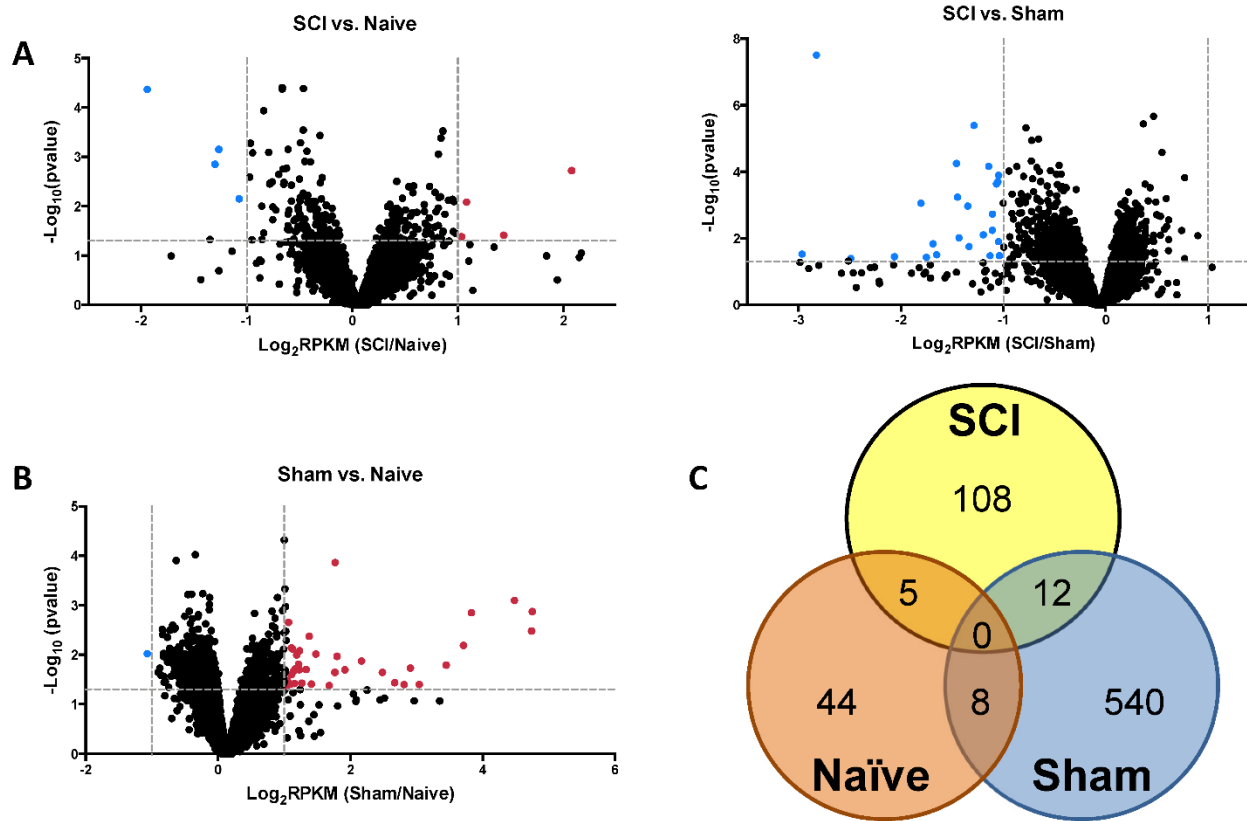 A
SCI vs. Naive
5
4
3
2
1
0
-Log10(pvalue)
-2 -1 0 1 2
Log2RPKM (SCI/Naive)
SCI vs. Sham
8
6
4
2
0
-Log10(pvalue)
-3 -2 -1 0 1
Log2RPKM (SCI/Sham)
B
Sham vs. Naive
5
4
3
2
1
0
-Log10 (pvalue)
-2 0 2 4 6
Log2RPKM (Sham/Naive)
C
SCI
108
5 12
0
44 8 540
Naïve Sham